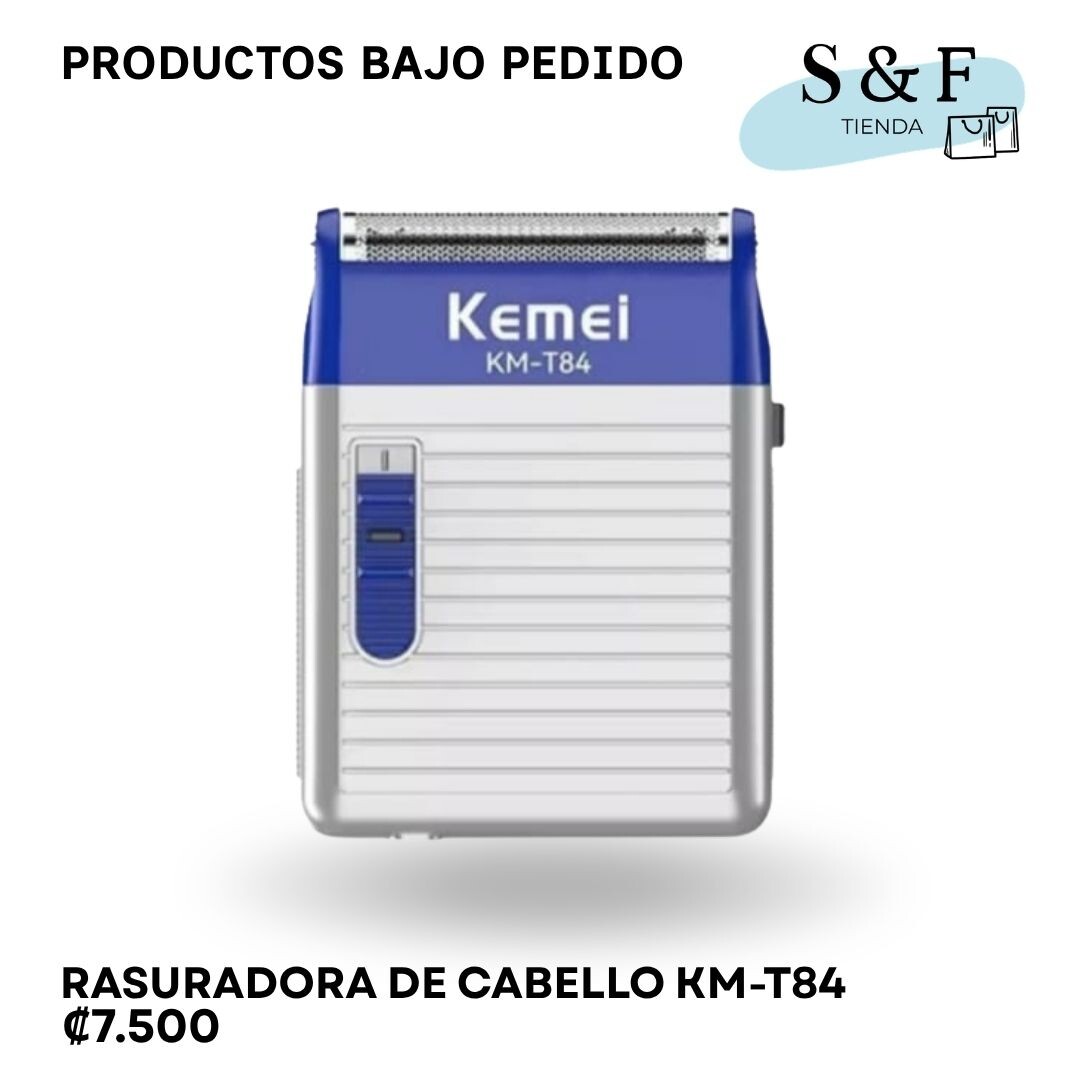 PRODUCTOS BAJO PEDIDO
S & F
TIENDA
Kemei
KM-T84
RASURADORA DE CABELLO KM-T84
₡7.500